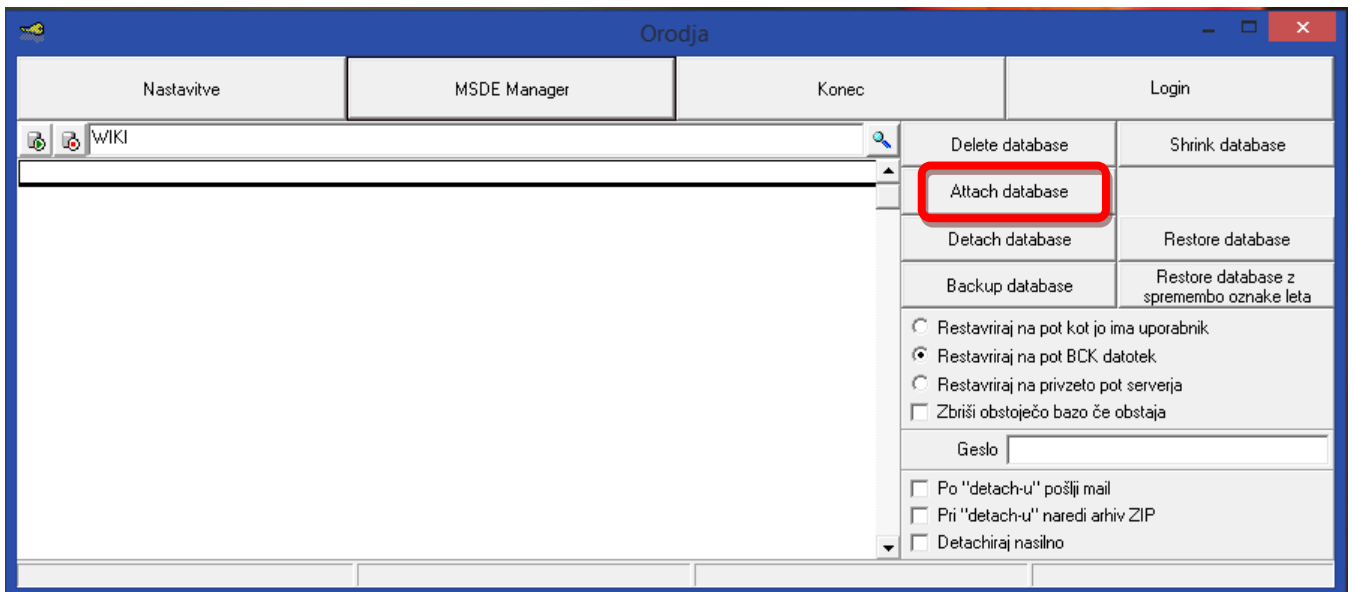 Orodja
Nastavitve
MSDE Manager
Konec
Login
WIKI
Delete database
Shrink database
Attach database
Detach database
Restore database
Backup database
Restore database z
spremembo oznake leta
Restavriraj na pot kot jo ima uporabnik
Restavriraj na pot BCK datotek
Restavriraj na privzeto pot serverja
Zbriši obstoječo bazo če obstaja
Geslo
Po "detach-u" pošlji mail
Pri "detach-u" naredi arhiv ZIP
Detachiraj nasilno